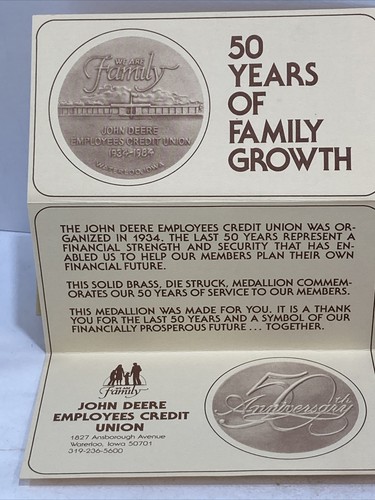 WE ARE
Family
JOHN DEERE
EMPLOYEES CREDIT UNION
1934-1984
WATERLOO, IOWA
50
YEARS
OF
FAMILY
GROWTH
THE JOHN DEERE EMPLOYEES CREDIT UNION WAS OR-
GANIZED IN 1934. THE LAST 50 YEARS REPRESENT A
FINANCIAL STRENGTH AND SECURITY THAT HAS EN-
ABLED US TO HELP OUR MEMBERS PLAN THEIR OWN
FINANCIAL FUTURE.
THIS SOLID BRASS, DIE STRUCK, MEDALLION COMMEM-
ORATES OUR 50 YEARS OF SERVICE TO OUR MEMBERS.
THIS MEDALLION WAS MADE FOR YOU. IT IS A THANK
YOU FOR THE LAST 50 YEARS AND A SYMBOL OF OUR
FINANCIALLY PROSPEROUS FUTURE ... TOGETHER.
Family
JOHN DEERE
EMPLOYEES CREDIT
UNION
1827 Ansborough Avenue
Waterloo, Iowa 50701
319-236-5600
50th
Anniversary